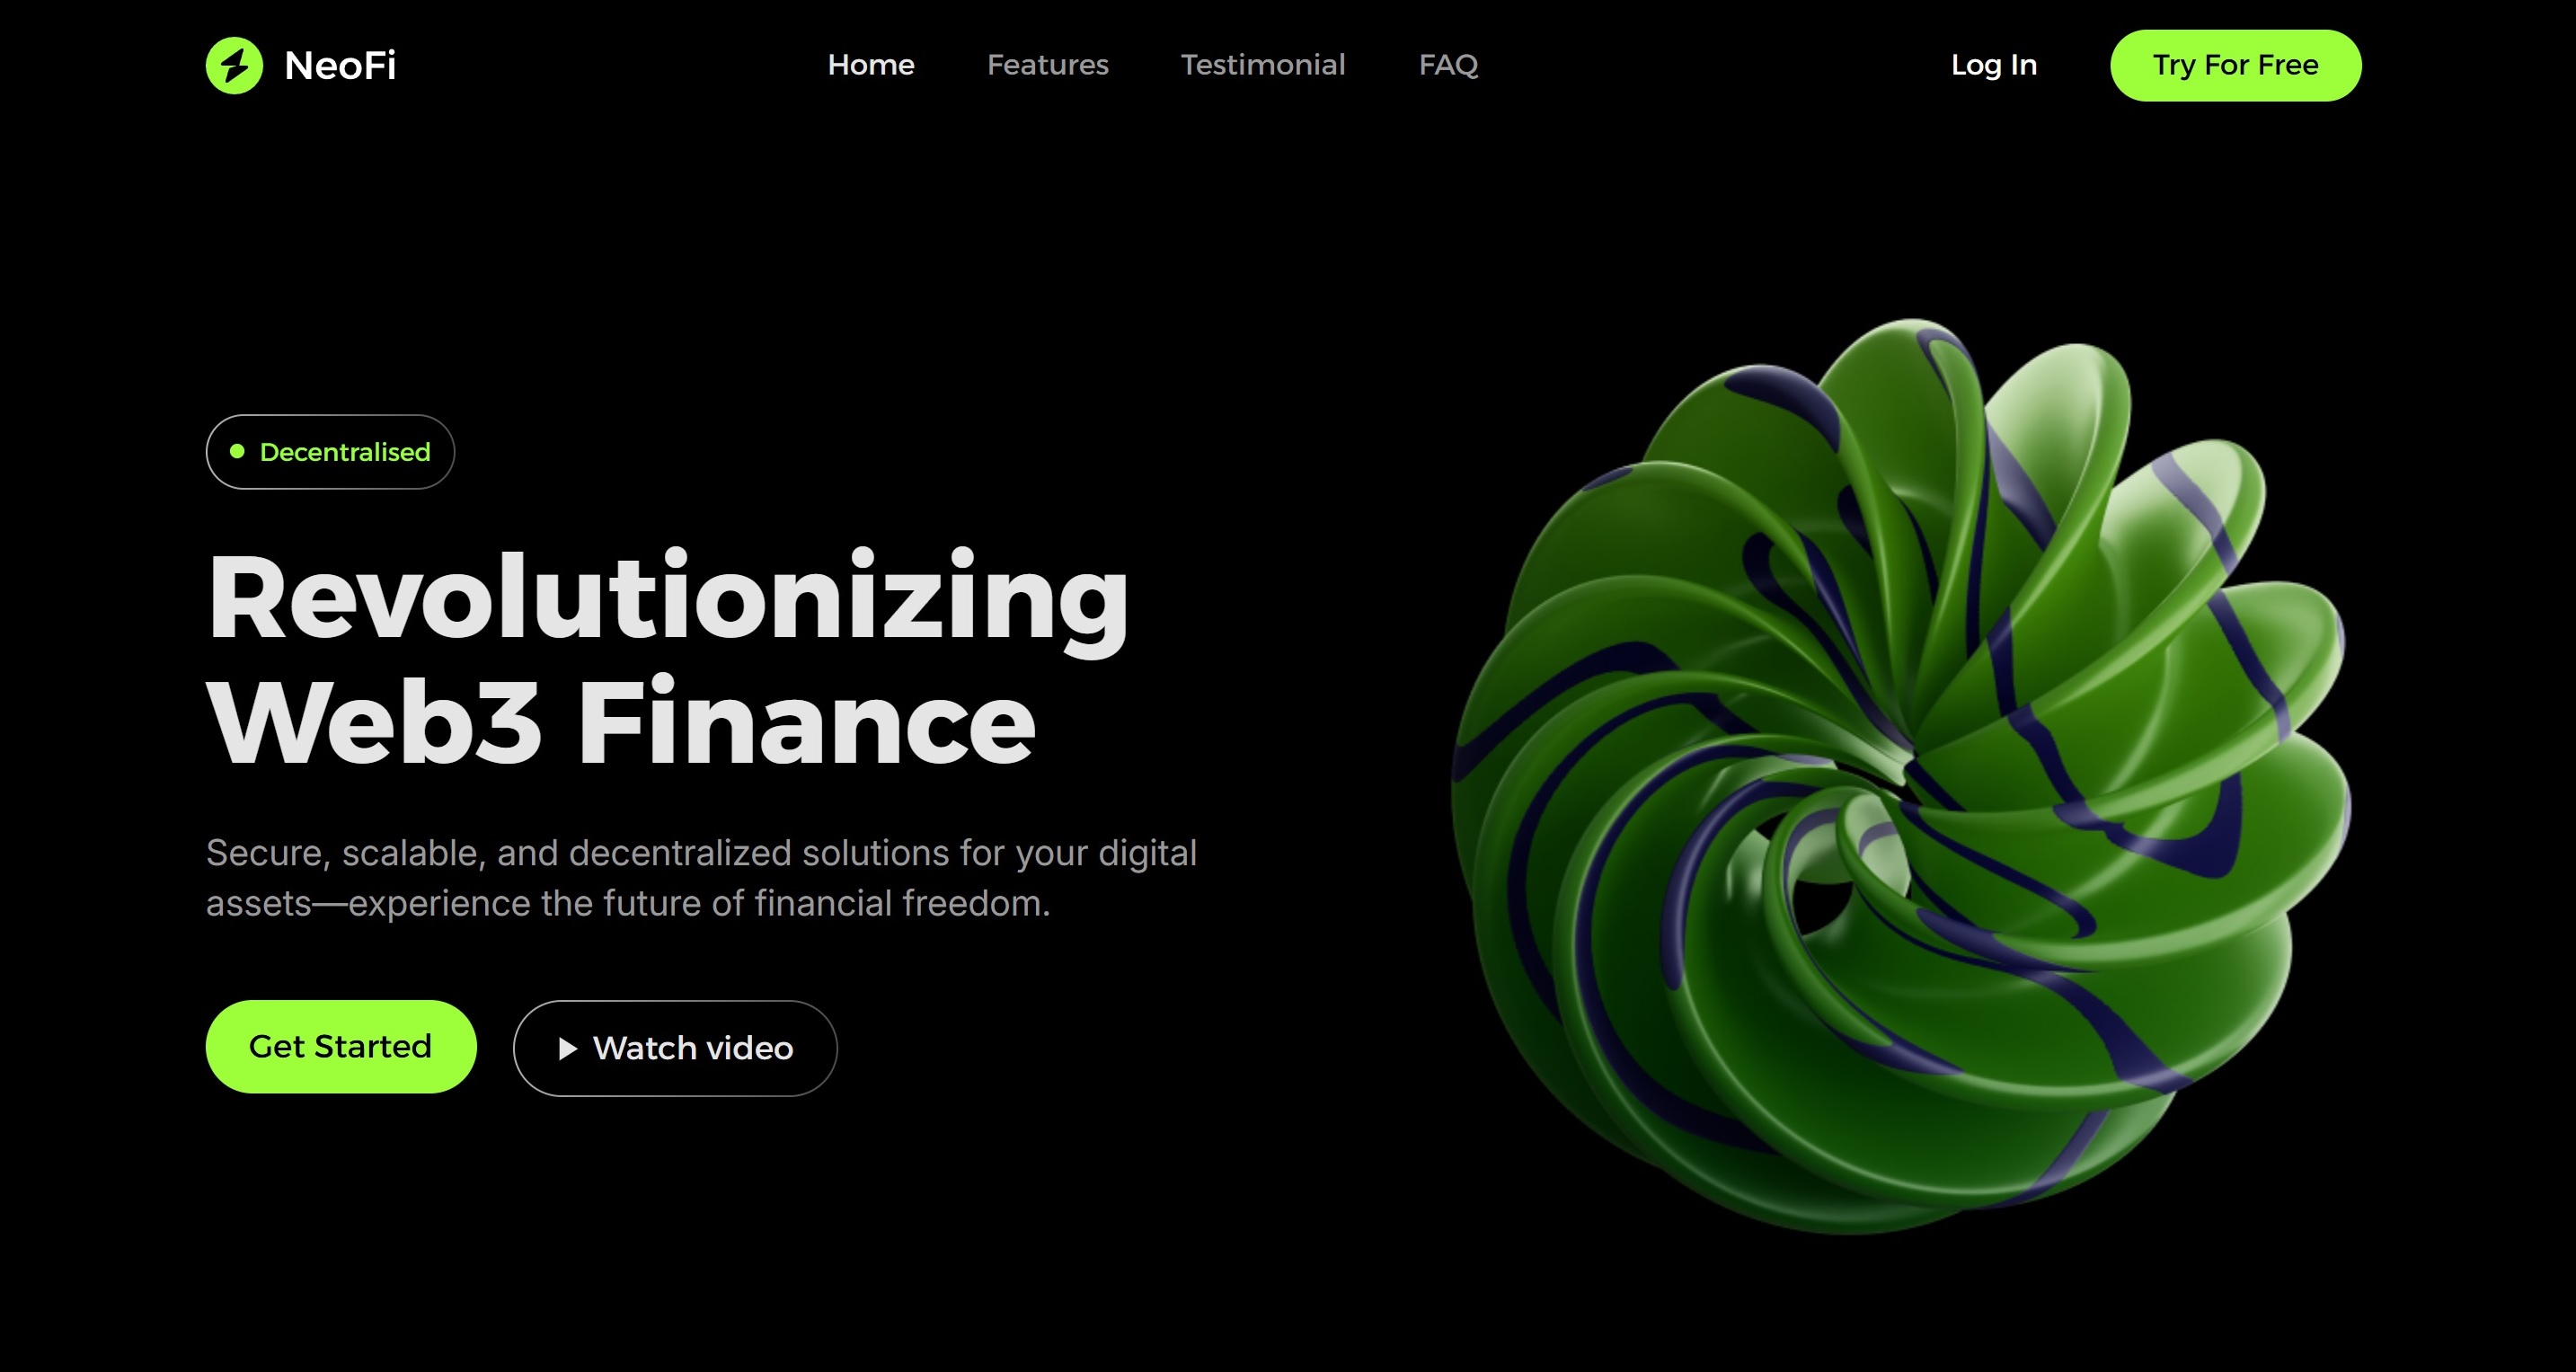 NeoFi
Home Features Testimonial FAQ
Log In Try For Free
Decentralised
Revolutionizing
Web3 Finance
Secure, scalable, and decentralized solutions for your digital
assets—experience the future of financial freedom.
Get Started Watch video